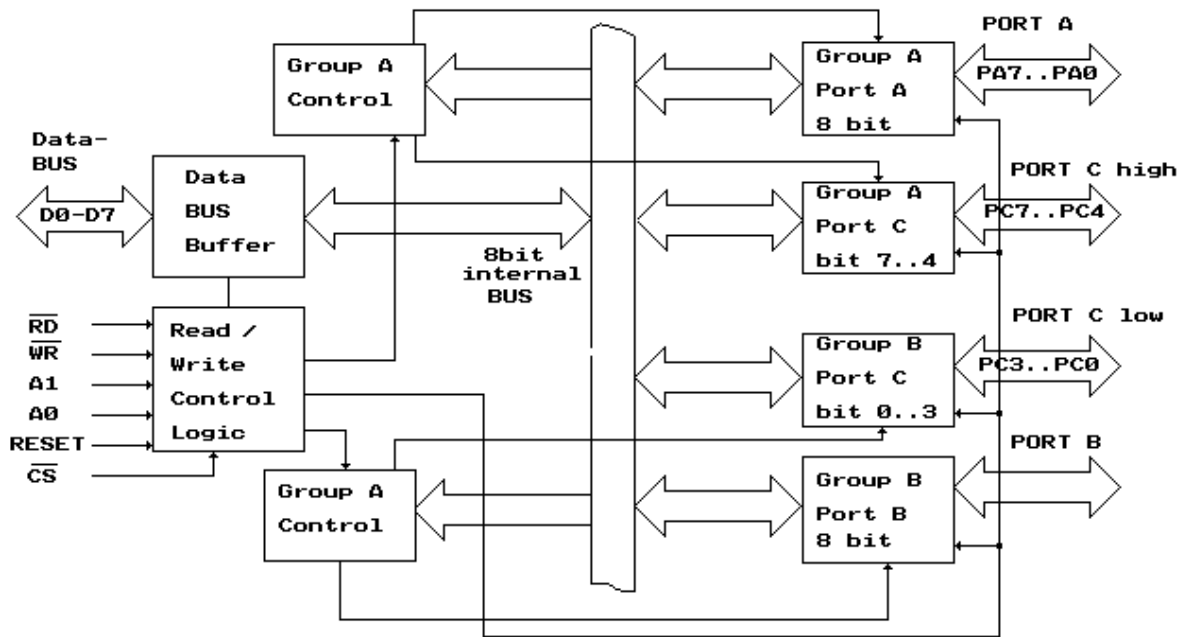 PORT A
Group A
Control
Group A
Port A
8 bit
PA7..PA0
Data-
BUS
D0-D7
Data
BUS
Buffer
8bit
internal
BUS
Group A
Port C
bit 7..4
PORT C high
PC7..PC4
RD
WR
A1
A0
RESET
CS
Read /
Write
Control
Logic
Group B
Port C
bit 0..3
PORT C low
PC3..PC0
Group A
Control
Group B
Port B
8 bit
PORT B